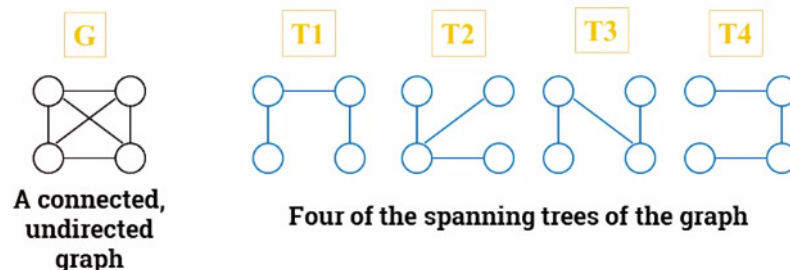 G
T1 T2 T3 T4
A connected,
undirected
graph
Four of the spanning trees of the graph